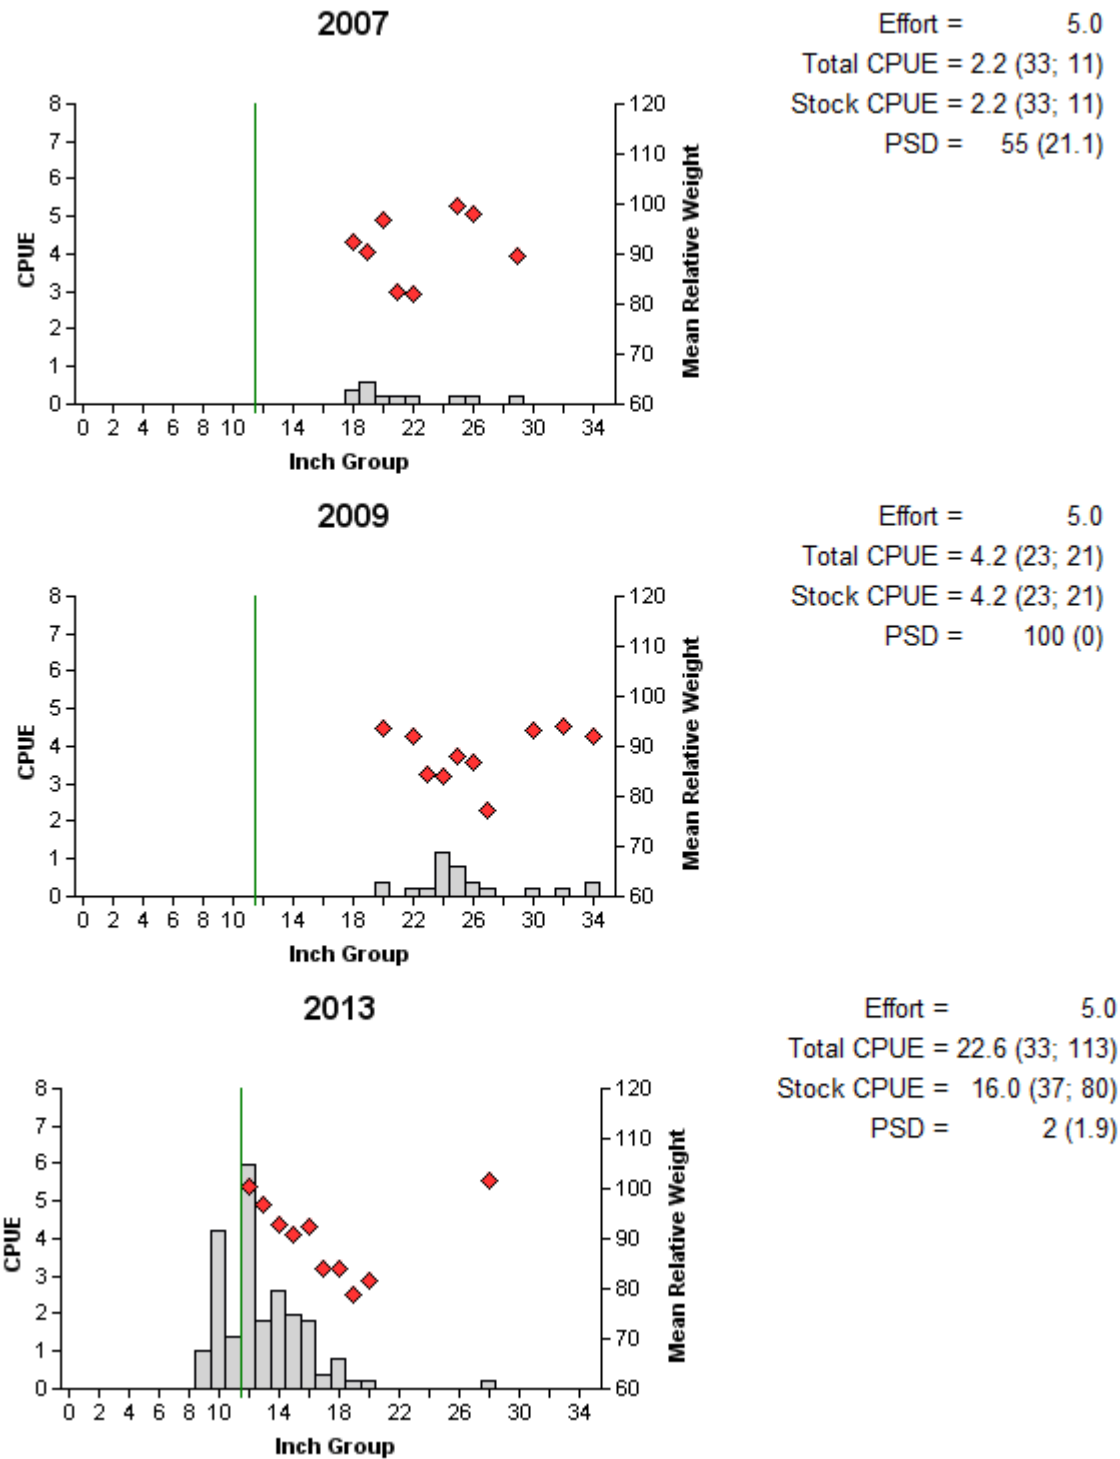 2007
Effort = 5.0
Total CPUE = 2.2 (33; 11)
Stock CPUE = 2.2 (33; 11)
PSD = 55 (21.1)
8 120
7 110
6
5 100
4 90
CPUE
Mean Relative Weight
3 80
2
1 70
0 60
0 2 4 6 8 10 14 18 22 26 30 34
Inch Group
2009
Effort = 5.0
Total CPUE = 4.2 (23; 21)
Stock CPUE = 4.2 (23; 21)
PSD = 100 (0)
8 120
7 110
6
5 100
4 90
CPUE
Mean Relative Weight
3 80
2
1 70
0 60
0 2 4 6 8 10 14 18 22 26 30 34
Inch Group
2013
Effort = 5.0
Total CPUE = 22.6 (33; 113)
Stock CPUE = 16.0 (37; 80)
PSD = 2 (1.9)
8 120
7 110
6
5 100
4 90
CPUE
Mean Relative Weight
3 80
2
1 70
0 60
0 2 4 6 8 10 14 18 22 26 30 34
Inch Group